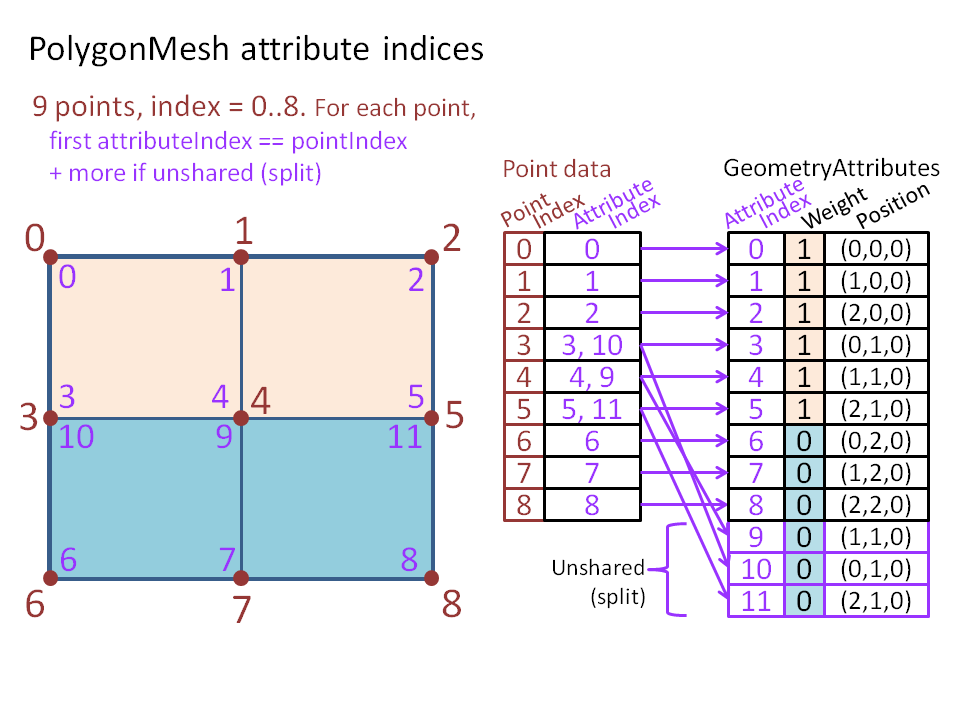 PolygonMesh attribute indices
9 points, index = 0..8. For each point,
first attributeIndex == pointIndex
+ more if unshared (split)
0 1 2
0 1 2
3 4 5
3 4 5
10 9 11
6 7 8
6 7 8
Point data
Point Index Attribute Index
0 0
1 1
2 2
3 3, 10
4 4, 9
5 5, 11
6 6
7 7
8 8
Unshared
(split)
GeometryAttributes
Attribute Index Weight Position
0 1 (0,0,0)
1 1 (1,0,0)
2 1 (2,0,0)
3 1 (0,1,0)
4 1 (1,1,0)
5 1 (2,1,0)
6 0 (0,2,0)
7 0 (1,2,0)
8 0 (2,2,0)
9 0 (1,1,0)
10 0 (0,1,0)
11 0 (2,1,0)